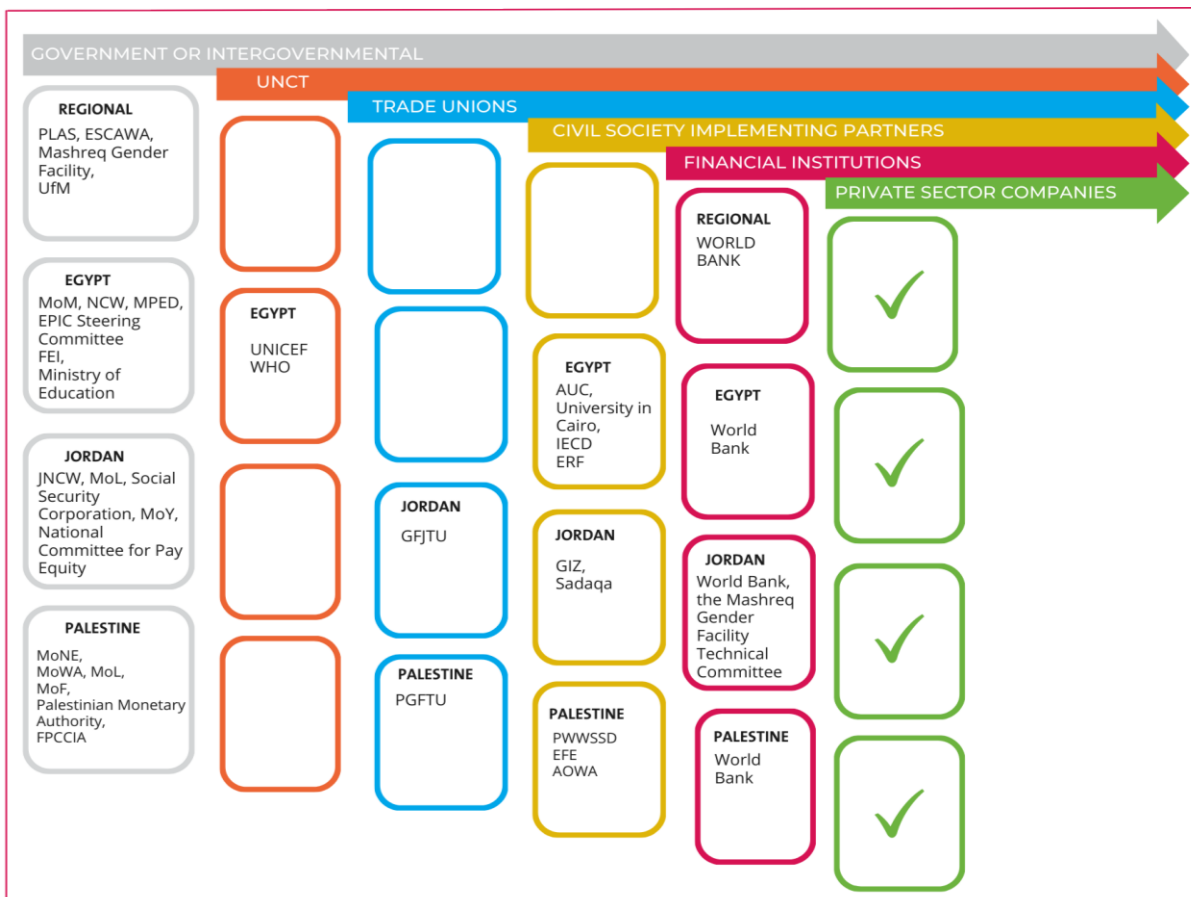 GOVERNMENT OR INTERGOVERNMENTAL
UNCT
TRADE UNIONS
CIVIL SOCIETY IMPLEMENTING PARTNERS
FINANCIAL INSTITUTIONS
PRIVATE SECTOR COMPANIES
REGIONAL
PLAS, ESCAWA,
Mashreq Gender
Facility,
UfM
EGYPT
MoM, NCW, MPED,
EPIC Steering
Committee
FEI,
Ministry of
Education
JORDAN
JNCW, MoL, Social
Security
Corporation, MoY,
National
Committee for Pay
Equity
PALESTINE
MoNE,
MoWA, MoL,
MoF,
Palestinian Monetary
Authority,
FPCCIA
EGYPT
UNICEF
WHO
JORDAN
GFJTU
PALESTINE
PGFTU
EGYPT
AUC,
University in
Cairo,
IECD
ERF
JORDAN
GIZ,
Sadaqa
PALESTINE
PWWSSD
EFE
AOWA
REGIONAL
WORLD
BANK
EGYPT
World
Bank
JORDAN
World Bank,
the Mashreq
Gender
Facility
Technical
Committee
PALESTINE
World
Bank